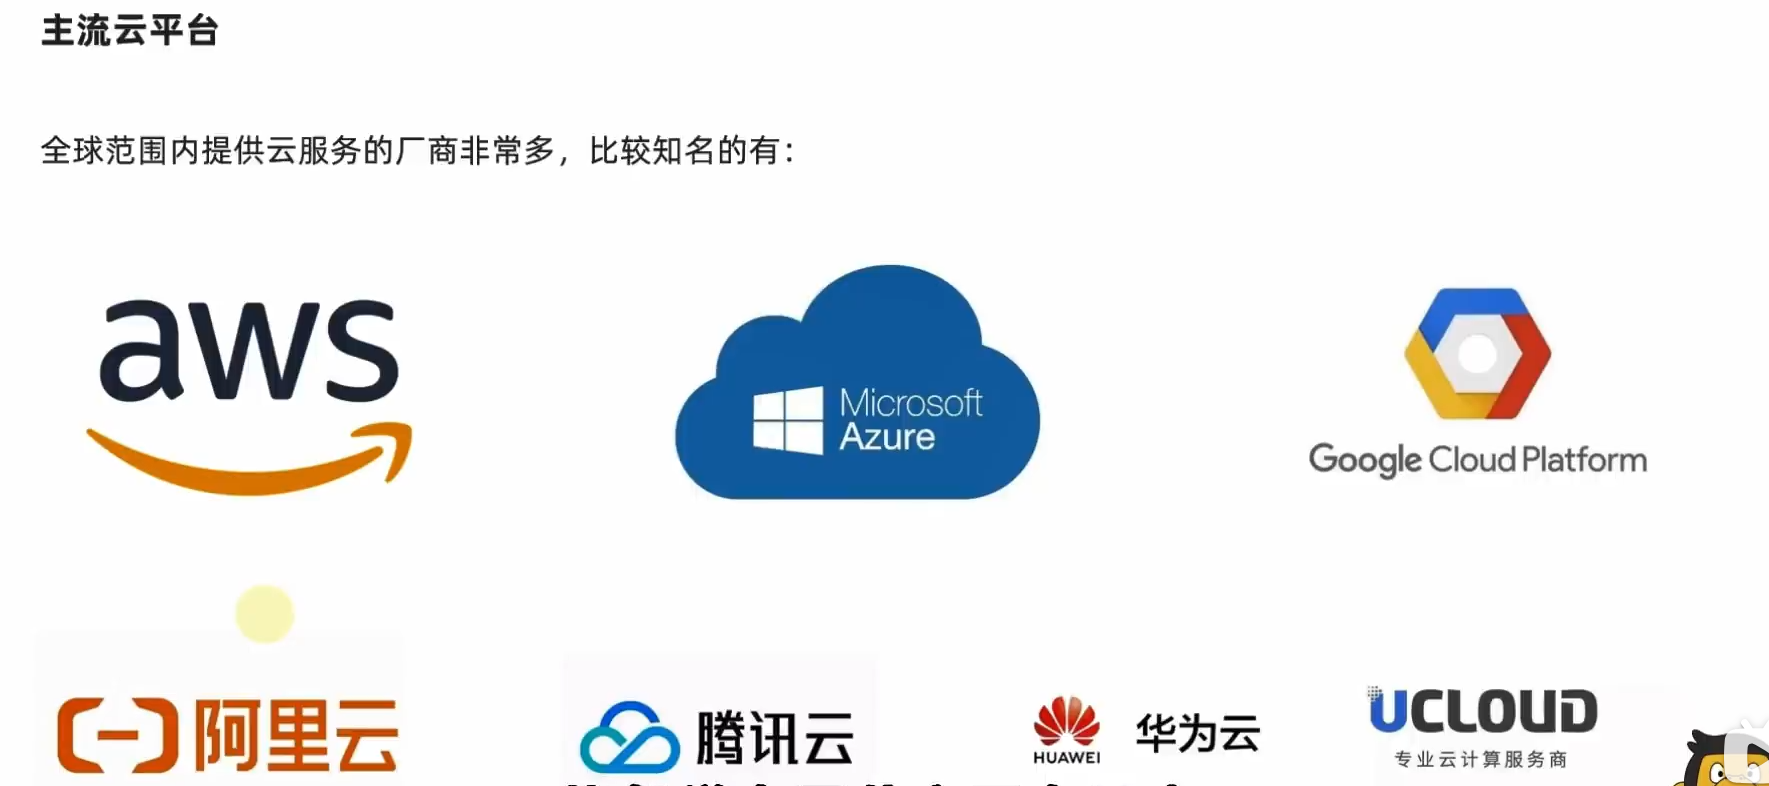 主流云平台
全球范围内提供云服务的厂商非常多，比较知名的有：
aws
Microsoft
Azure
Google Cloud Platform
阿里云
腾讯云
HUAWEI
华为云
UCLOUD
专业云计算服务商